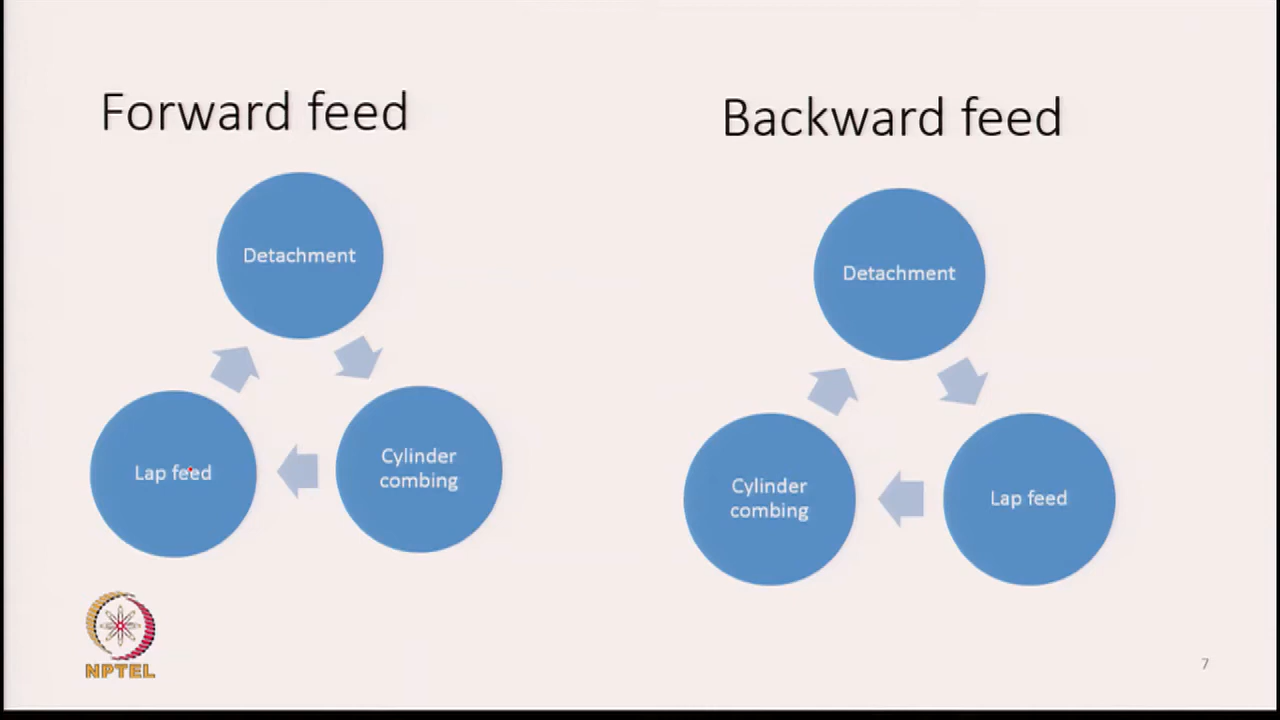 Forward feed
Detachment
Cylinder
combing
Lap feed
Backward feed
Detachment
Lap feed
Cylinder
combing
NPTEL
7